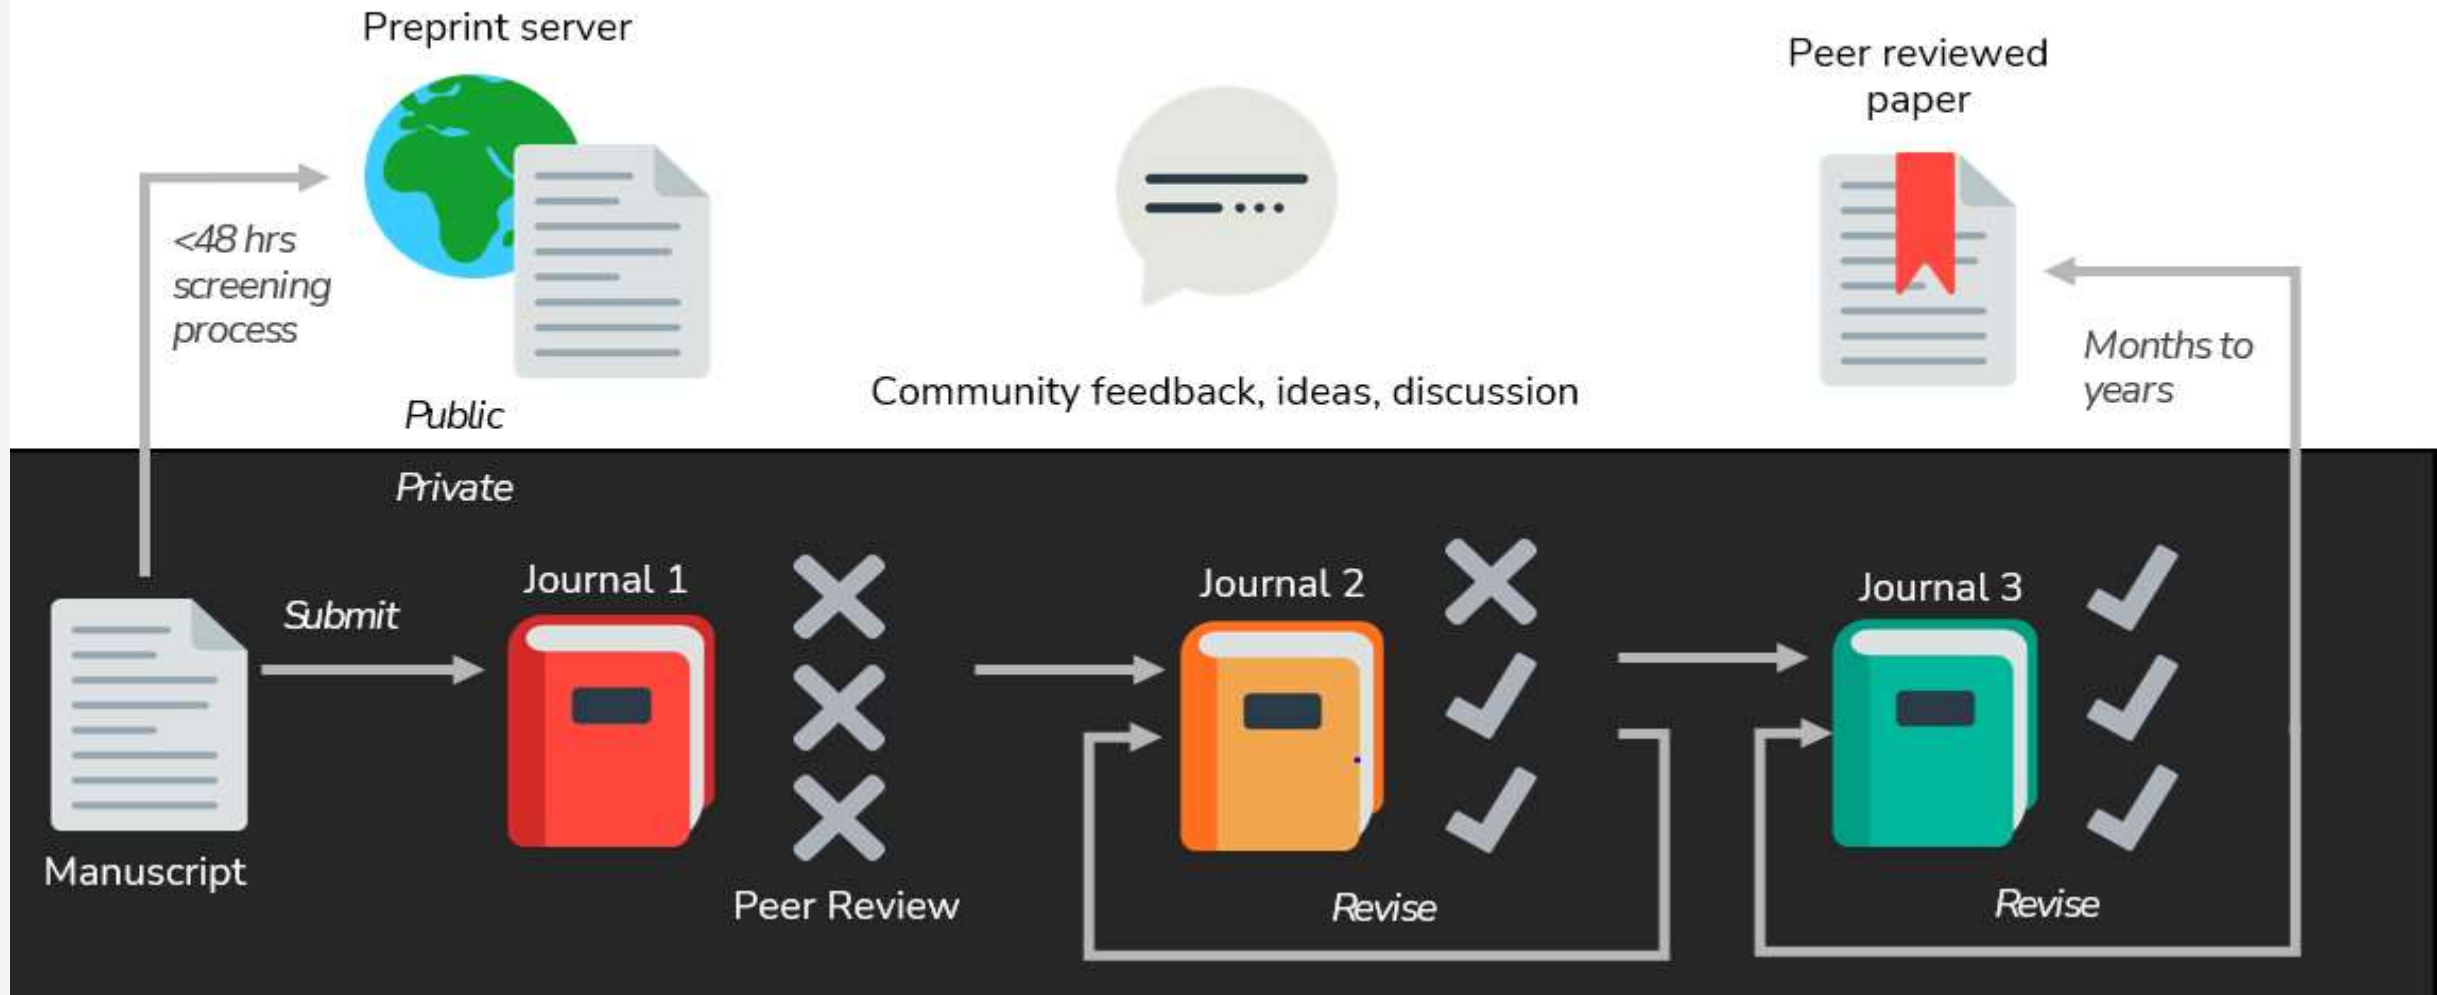 Preprint server
Peer reviewed
paper
<48 hrs
screening
process
Months to
years
Community feedback, ideas, discussion
Public
Private
Journal 1
Journal 2
Journal 3
Submit
Manuscript
Peer Review
Revise
Revise